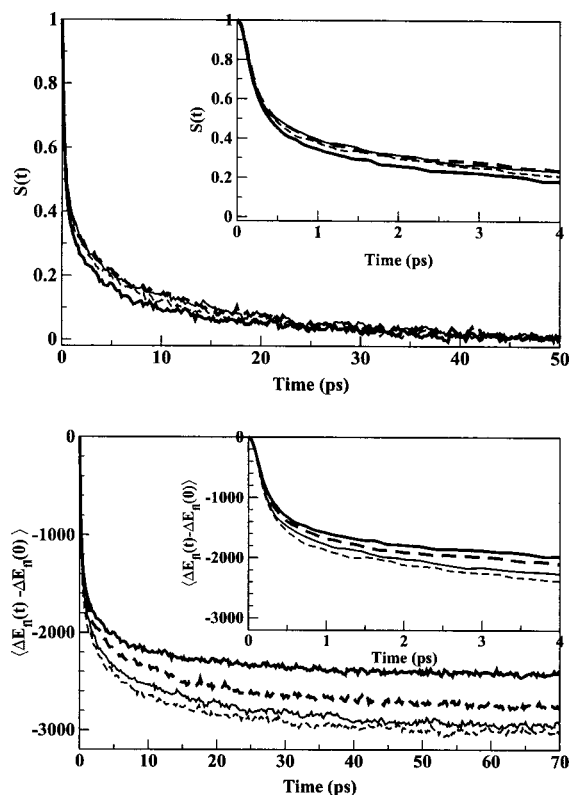 1
0.8
0.6
0.4
0.2
0
S(t)
0 10 20 30 40 50
Time (ps)
1
0.8
0.6
0.4
0.2
0
S(t)
0 1 2 3 4
Time (ps)
0
-1000
-2000
-3000
⟨ΔE_fl(t) -ΔE_fl(0) ⟩
0 10 20 30 40 50 60 70
Time (ps)
0
-1000
-2000
-3000
⟨ΔE_fl(t)-ΔE_fl(0)⟩
0 1 2 3 4
Time (ps)